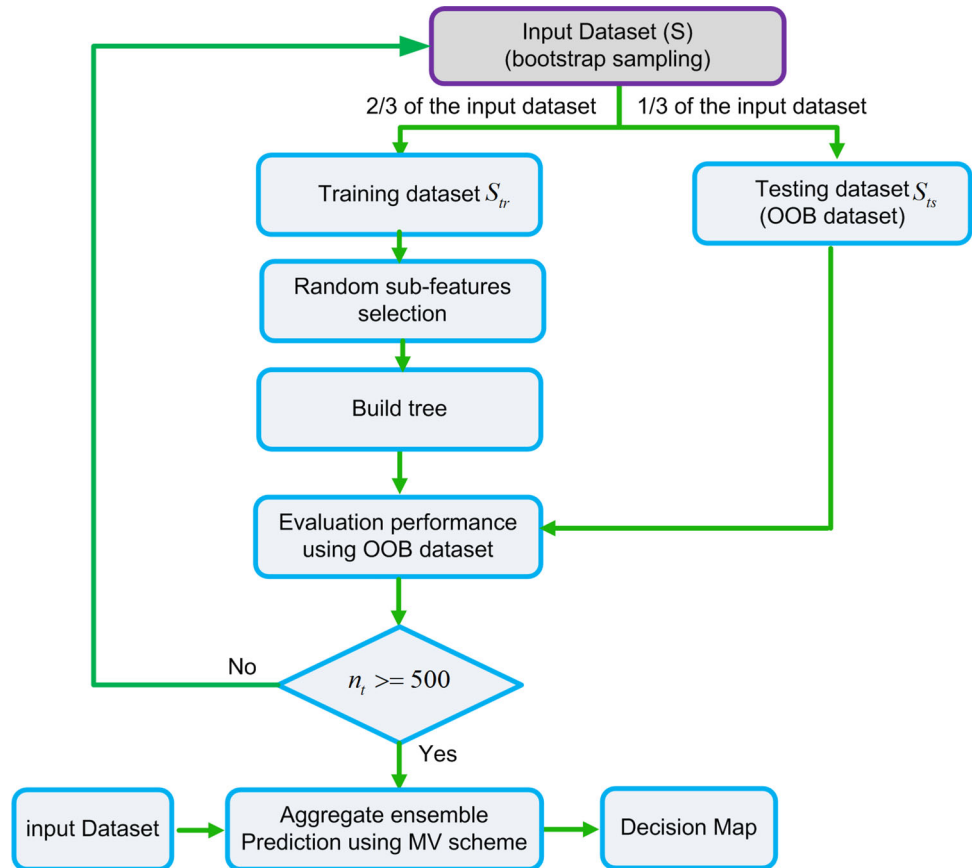 Input Dataset (S)
(bootstrap sampling)
2/3 of the input dataset
1/3 of the input dataset
Training dataset S_tr
Testing dataset S_ts
(OOB dataset)
Random sub-features
selection
Build tree
Evaluation performance
using OOB dataset
No
n_t >= 500
Yes
input Dataset
Aggregate ensemble
Prediction using MV scheme
Decision Map